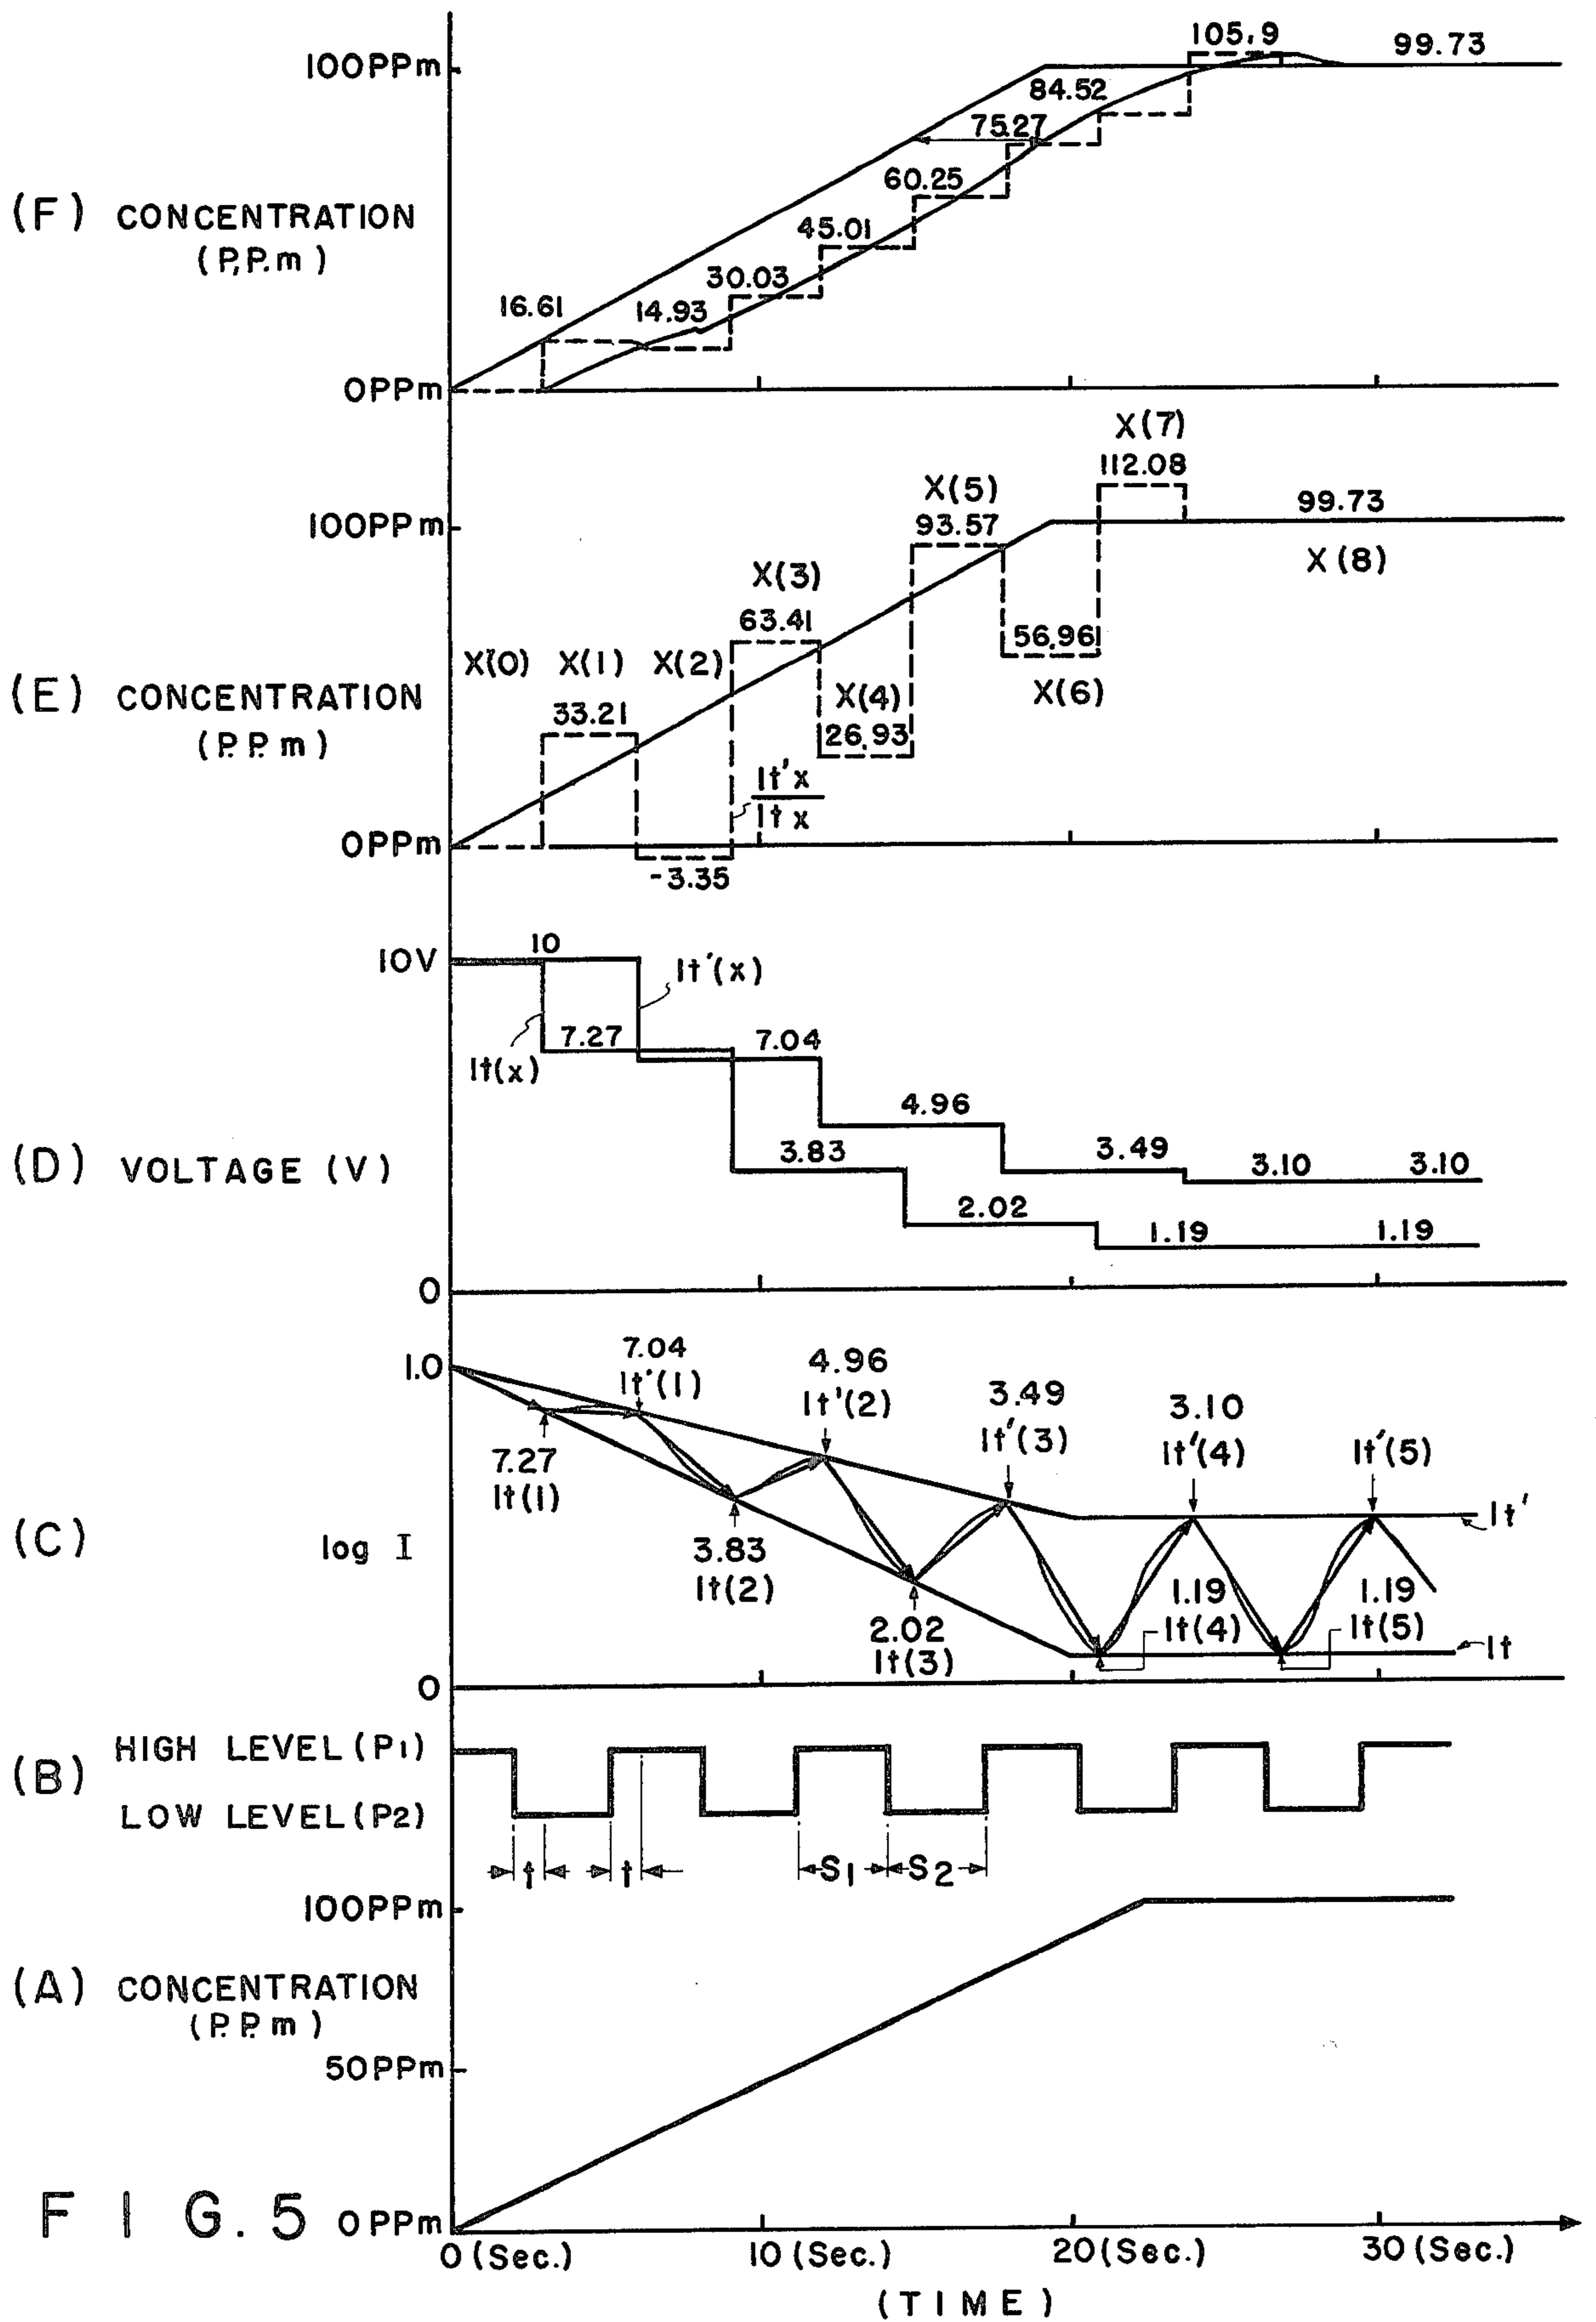 105.9
99.73
100PPm
84.52
75.27
60.25
(F) CONCENTRATION
(P.P.m)
45.01
30.03
16.61
14.93
0PPm
X(7)
112.08
X(5)
93.57
99.73
100PPm
X(8)
X(3)
63.41
56.96
X(0) X(1) X(2)
X(4)
X(6)
(E) CONCENTRATION
(P.P.m)
33.21
26.93
It'x
It x
0PPm
-3.35
10
10V
It'(x)
7.27
7.04
It(x)
4.96
(D) VOLTAGE (V)
3.83
3.49
3.10
3.10
2.02
1.19
1.19
0
1.0
7.04
It'(1)
4.96
It'(2)
3.49
It'(3)
3.10
It'(4)
It'(5)
7.27
It(1)
It'
(C)
log I
3.83
It(2)
1.19
It(4)
1.19
It(5)
2.02
It(3)
It
0
(B) HIGH LEVEL (P1)
LOW LEVEL (P2)
t
t
S1
S2
100PPm
(A) CONCENTRATION
(P.P.m)
50PPm
FIG.5
0PPm
0 (Sec.) 10 (Sec.) 20 (Sec.) 30 (Sec.)
(TIME)